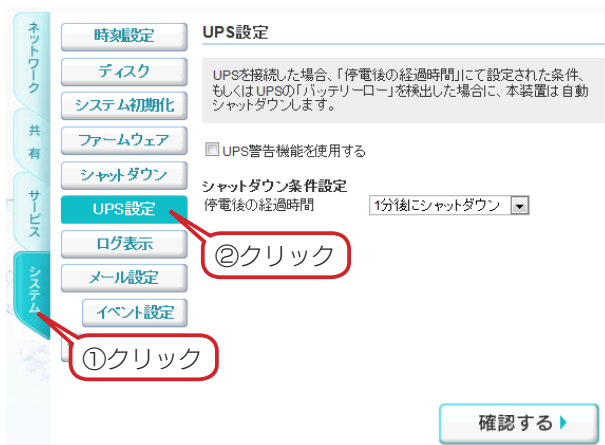 ネットワーク
共有
サービス
システム
時刻設定
ディスク
システム初期化
ファームウェア
シャットダウン
UPS設定
ログ表示
メール設定
イベント設定
UPS設定
UPSを接続した場合、「停電後の経過時間」にて設定された条件、
もしくはUPSの「バッテリーロー」を検出した場合に、本装置は自動
シャットダウンします。
UPS警告機能を使用する
シャットダウン条件設定
停電後の経過時間 1分後にシャットダウン
②クリック
①クリック
確認する